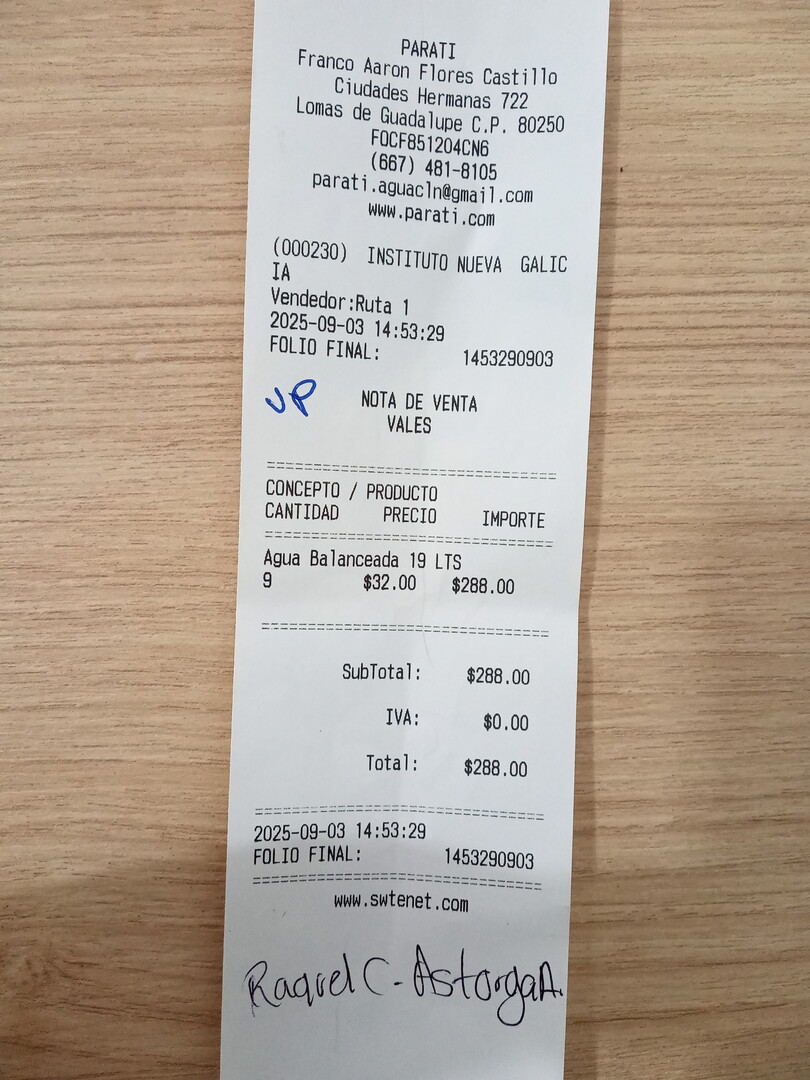 PARATI
Franco Aaron Flores Castillo
Ciudades Hermanas 722
Lomas de Guadalupe C.P. 80250
FOCF851204CN6
(667) 481-8105
parati.aguacln@gmail.com
www.parati.com
(000230) INSTITUTO NUEVA GALIC
IA
Vendedor:Ruta 1
2025-09-03 14:53:29
FOLIO FINAL: 1453290903
JP NOTA DE VENTA
VALES
CONCEPTO / PRODUCTO
CANTIDAD PRECIO IMPORTE
Agua Balanceada 19 LTS
9 $32.00 $288.00
SubTotal: $288.00
IVA: $0.00
Total: $288.00
2025-09-03 14:53:29
FOLIO FINAL: 1453290903
www.swtenet.com
Raquel C. Astorga A.